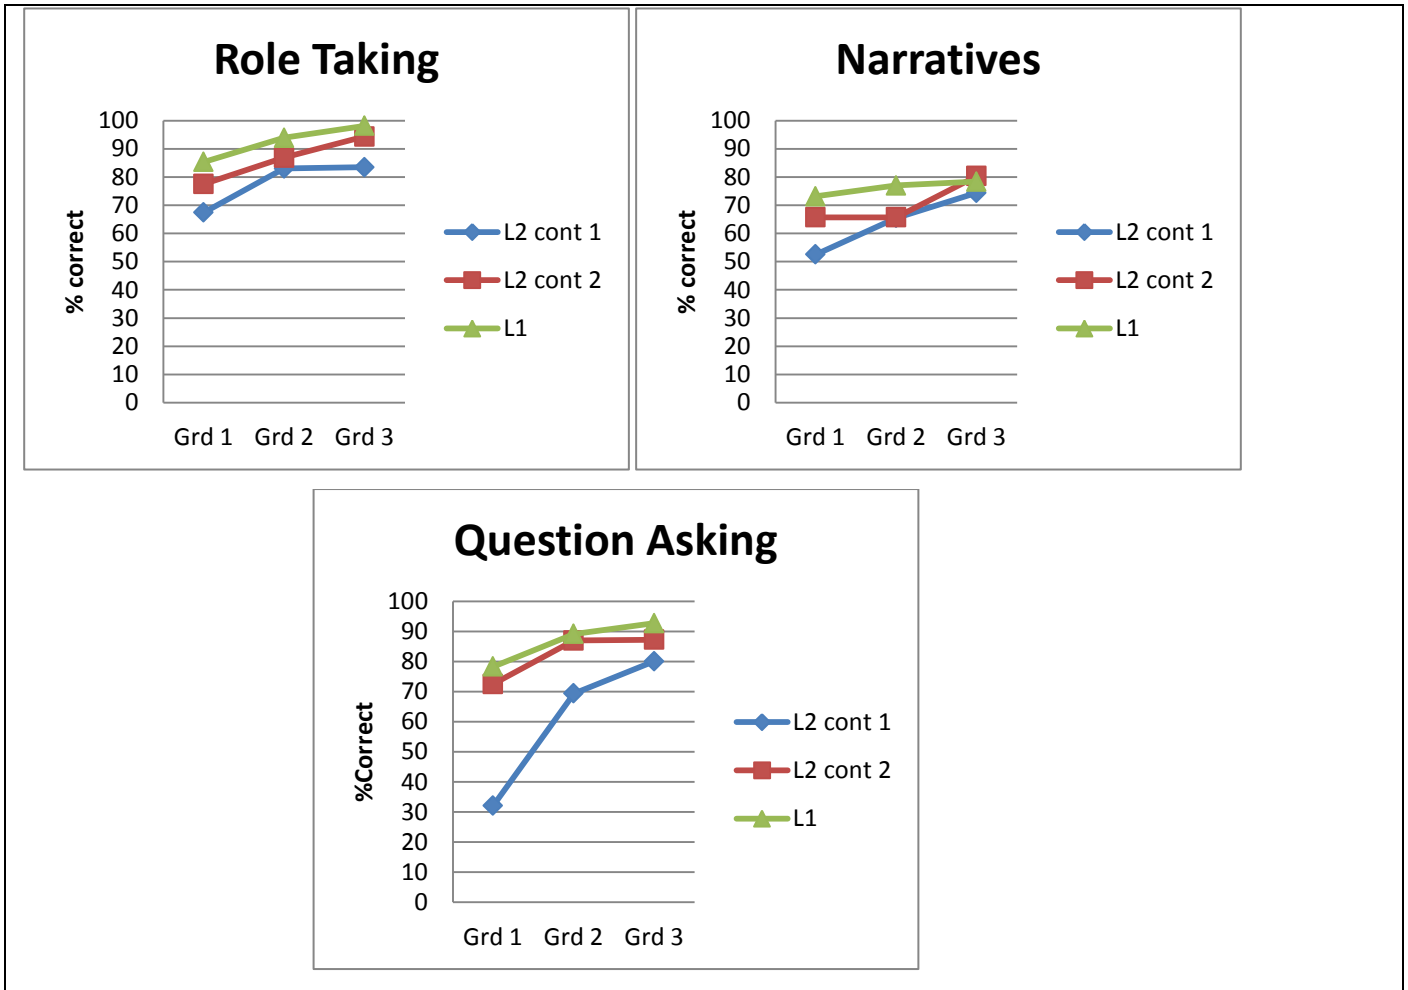 Role Taking
100
90
80
70
60
50
40
30
20
10
0
% correct
Grd 1 Grd 2 Grd 3
L2 cont 1
L2 cont 2
L1
Narratives
100
90
80
70
60
50
40
30
20
10
0
% correct
Grd 1 Grd 2 Grd 3
L2 cont 1
L2 cont 2
L1
Question Asking
100
90
80
70
60
50
40
30
20
10
0
%Correct
Grd 1 Grd 2 Grd 3
L2 cont 1
L2 cont 2
L1